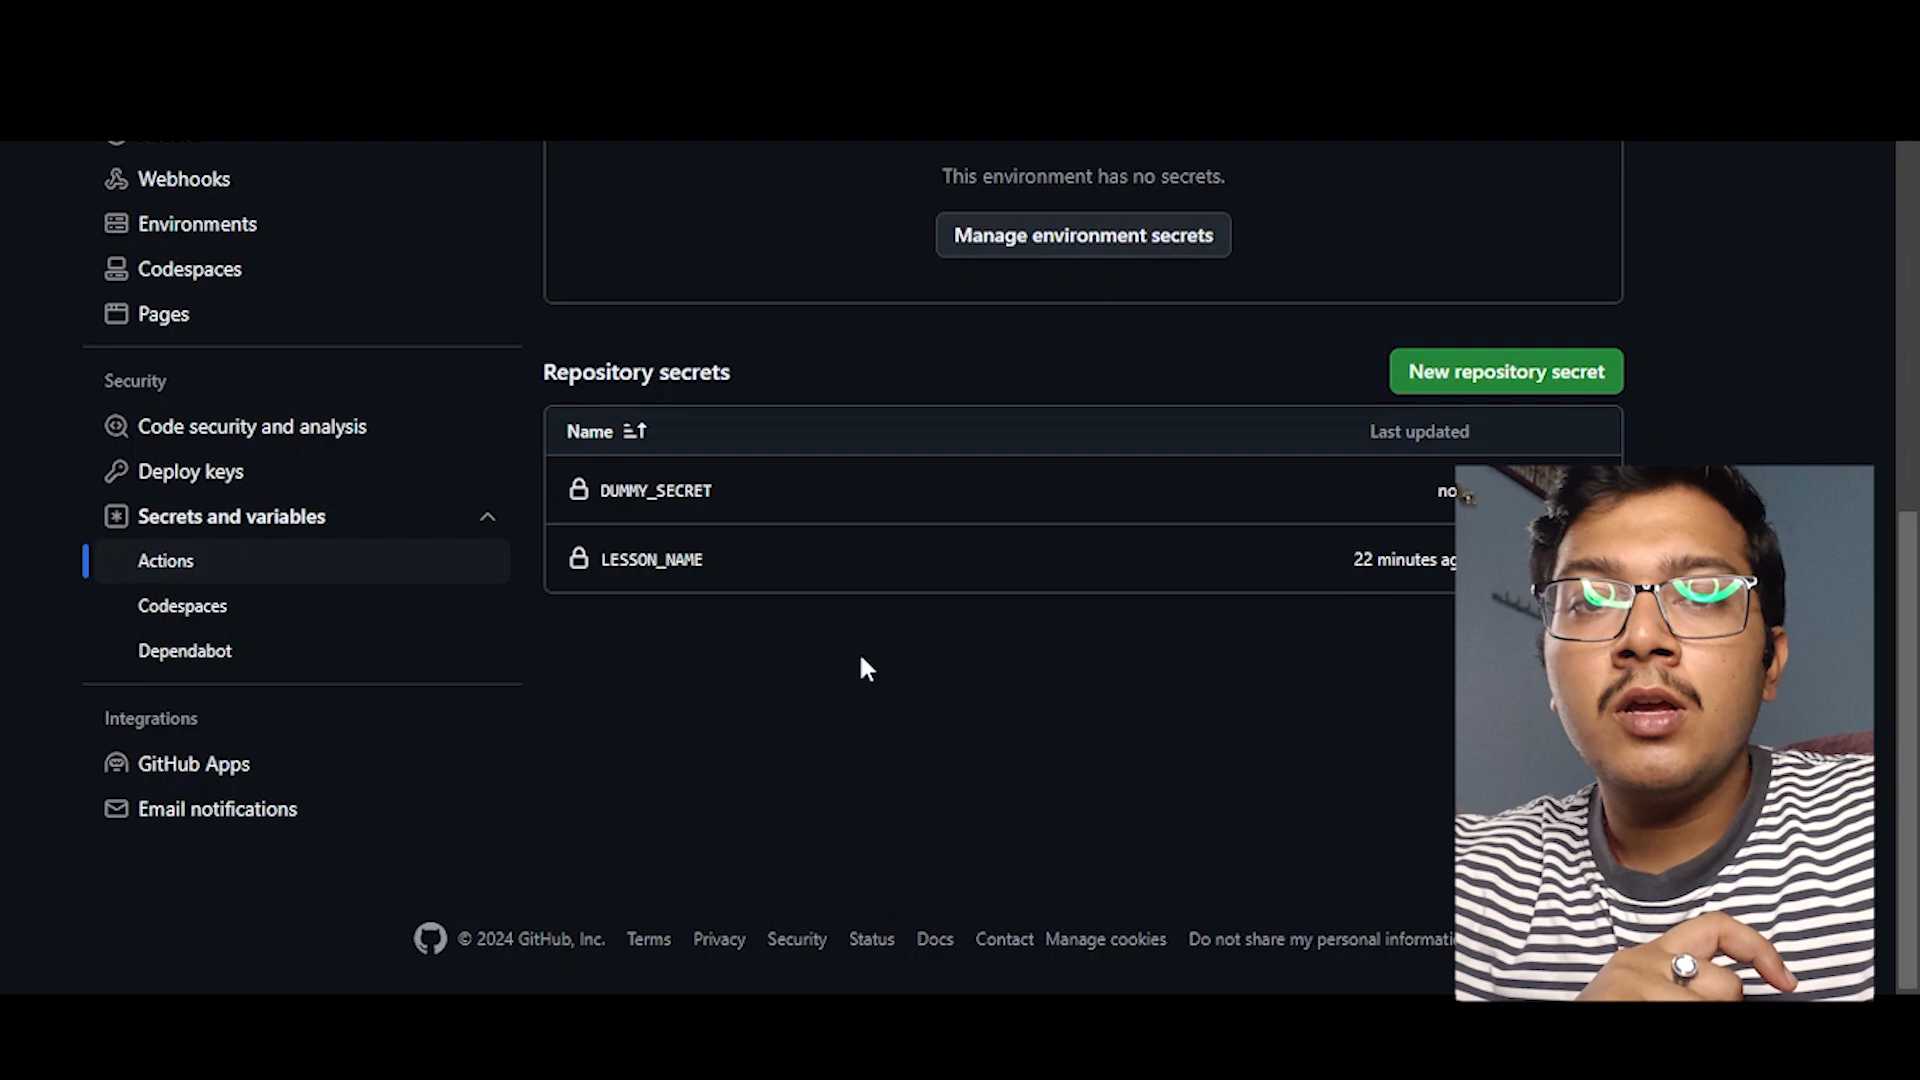 Webhooks
Environments
Codespaces
Pages
Security
Code security and analysis
Deploy keys
Secrets and variables
Actions
Codespaces
Dependabot
Integrations
GitHub Apps
Email notifications
This environment has no secrets.
Manage environment secrets
Repository secrets
New repository secret
Name
Last updated
DUMMY_SECRET
no
LESSON_NAME
22 minutes ag
© 2024 GitHub, Inc.
Terms
Privacy
Security
Status
Docs
Contact
Manage cookies
Do not share my personal informati